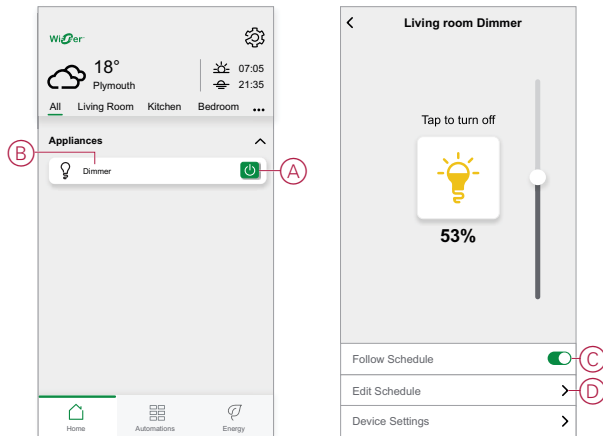 Wiser
18°
Plymouth
07:05
21:35
All Living Room Kitchen Bedroom ...
Appliances
B
Dimmer
A
Home Automations Energy
Living room Dimmer
Tap to turn off
53%
Follow Schedule
C
Edit Schedule
D
Device Settings